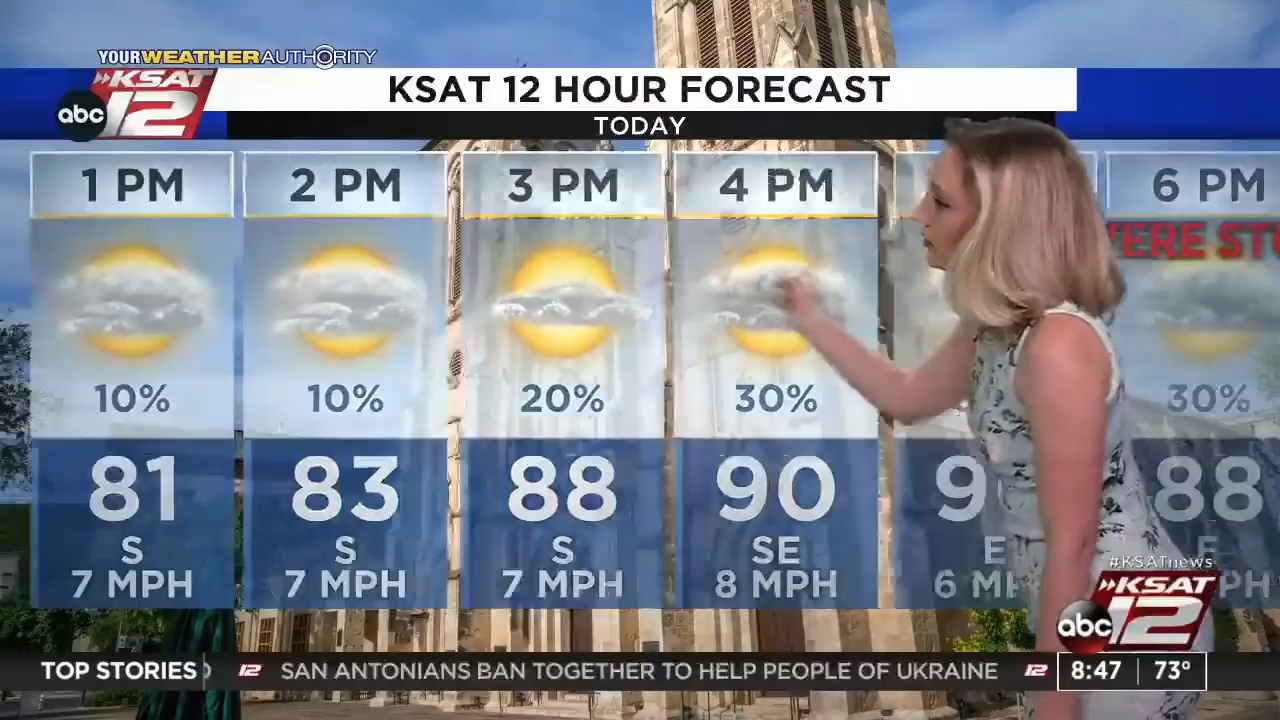 YOUR WEATHER AUTHORITY
KSAT 12 HOUR FORECAST
abc KSAT 12
TODAY
1 PM 2 PM 3 PM 4 PM 6 PM
10% 10% 20% 30% 30%
81 83 88 90 88
S S S SE E
7 MPH 7 MPH 7 MPH 8 MPH 6
#KSATnews
abc KSAT 12
TOP STORIES 12 SAN ANTONIANS BAN TOGETHER TO HELP PEOPLE OF UKRAINE 12 8:47 73°